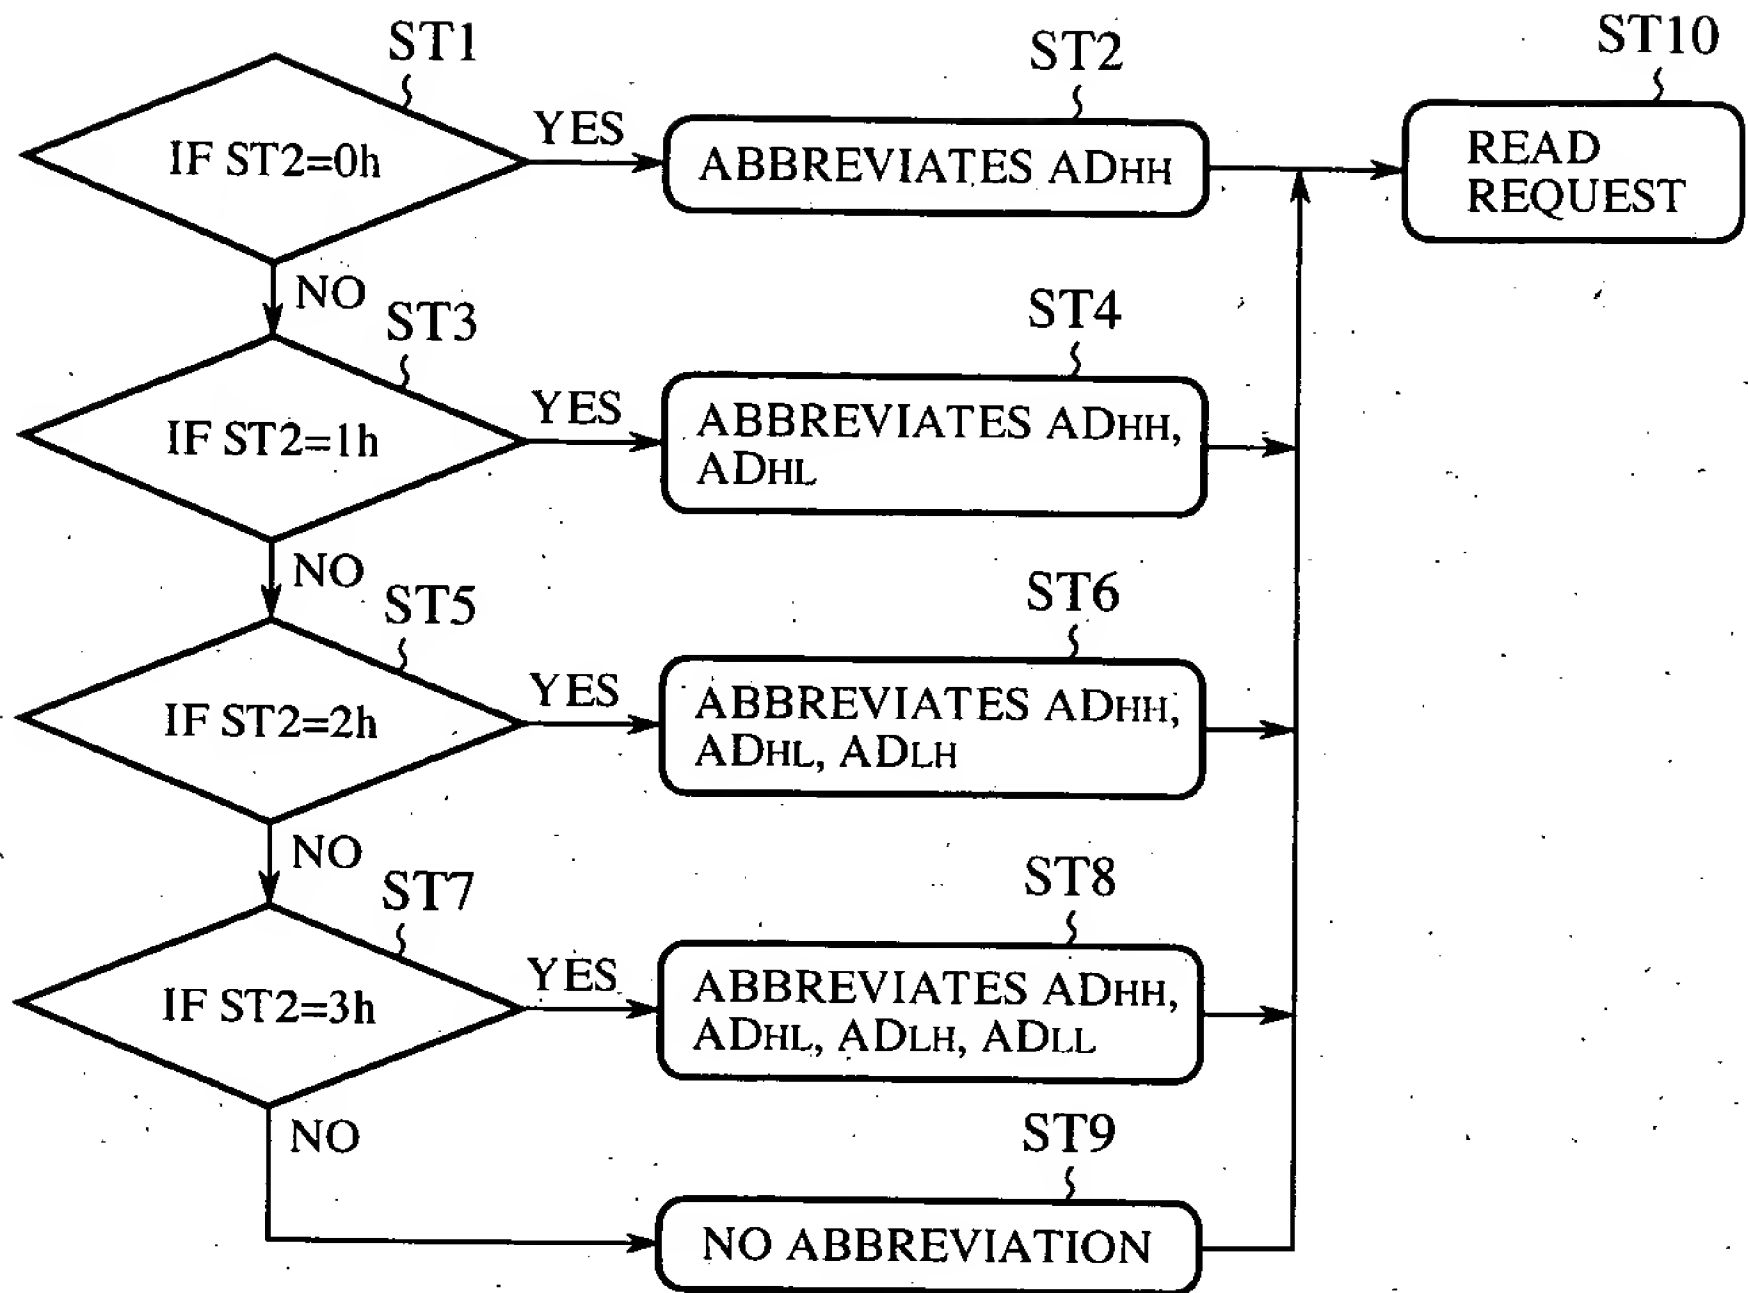 ST1
IF ST2=0h
YES
ST2
ABBREVIATES ADHH
ST10
READ
REQUEST
NO
ST3
IF ST2=1h
YES
ST4
ABBREVIATES ADHH,
ADHL
NO
ST5
IF ST2=2h
YES
ST6
ABBREVIATES ADHH,
ADHL, ADLH
NO
ST7
IF ST2=3h
YES
ST8
ABBREVIATES ADHH,
ADHL, ADLH, ADLL
NO
ST9
NO ABBREVIATION